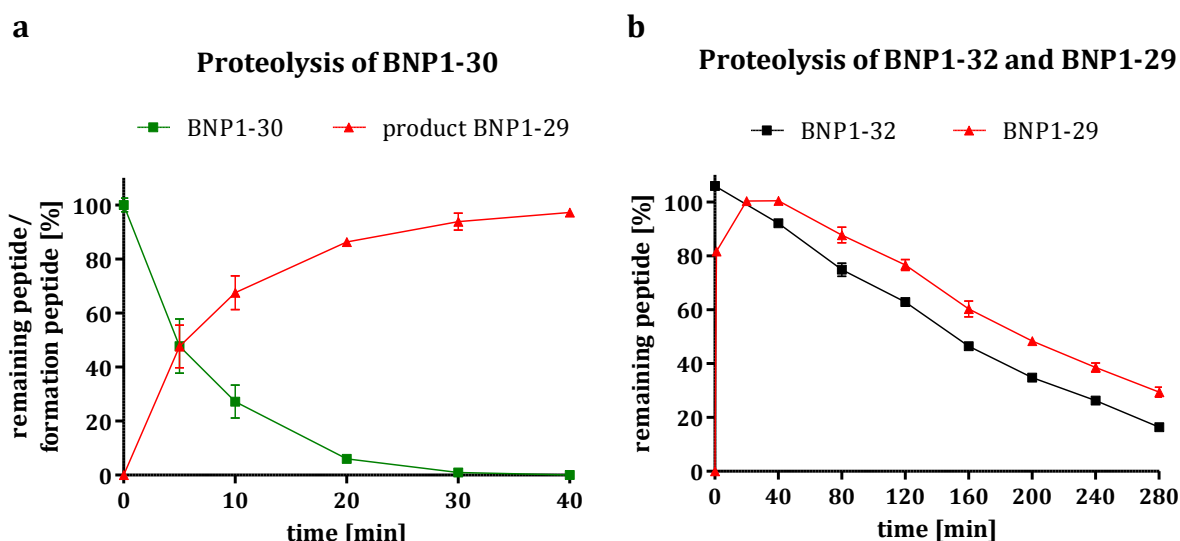 a
Proteolysis of BNP1-30
BNP1-30 product BNP1-29
remaining peptide/
formation peptide [%]
100
80
60
40
20
0
0 10 20 30 40
time [min]
b
Proteolysis of BNP1-32 and BNP1-29
BNP1-32 BNP1-29
remaining peptide [%]
100
80
60
40
20
0
0 40 80 120 160 200 240 280
time [min]